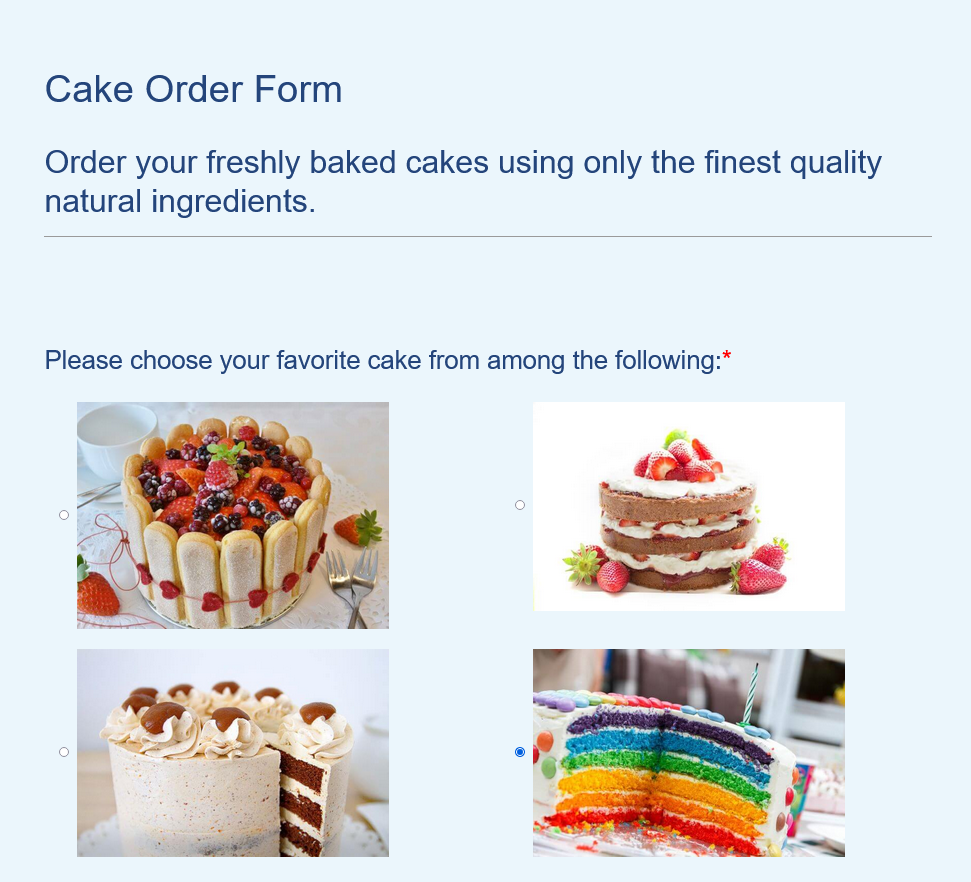 Cake Order Form
Order your freshly baked cakes using only the finest quality
natural ingredients.
Please choose your favorite cake from among the following:*